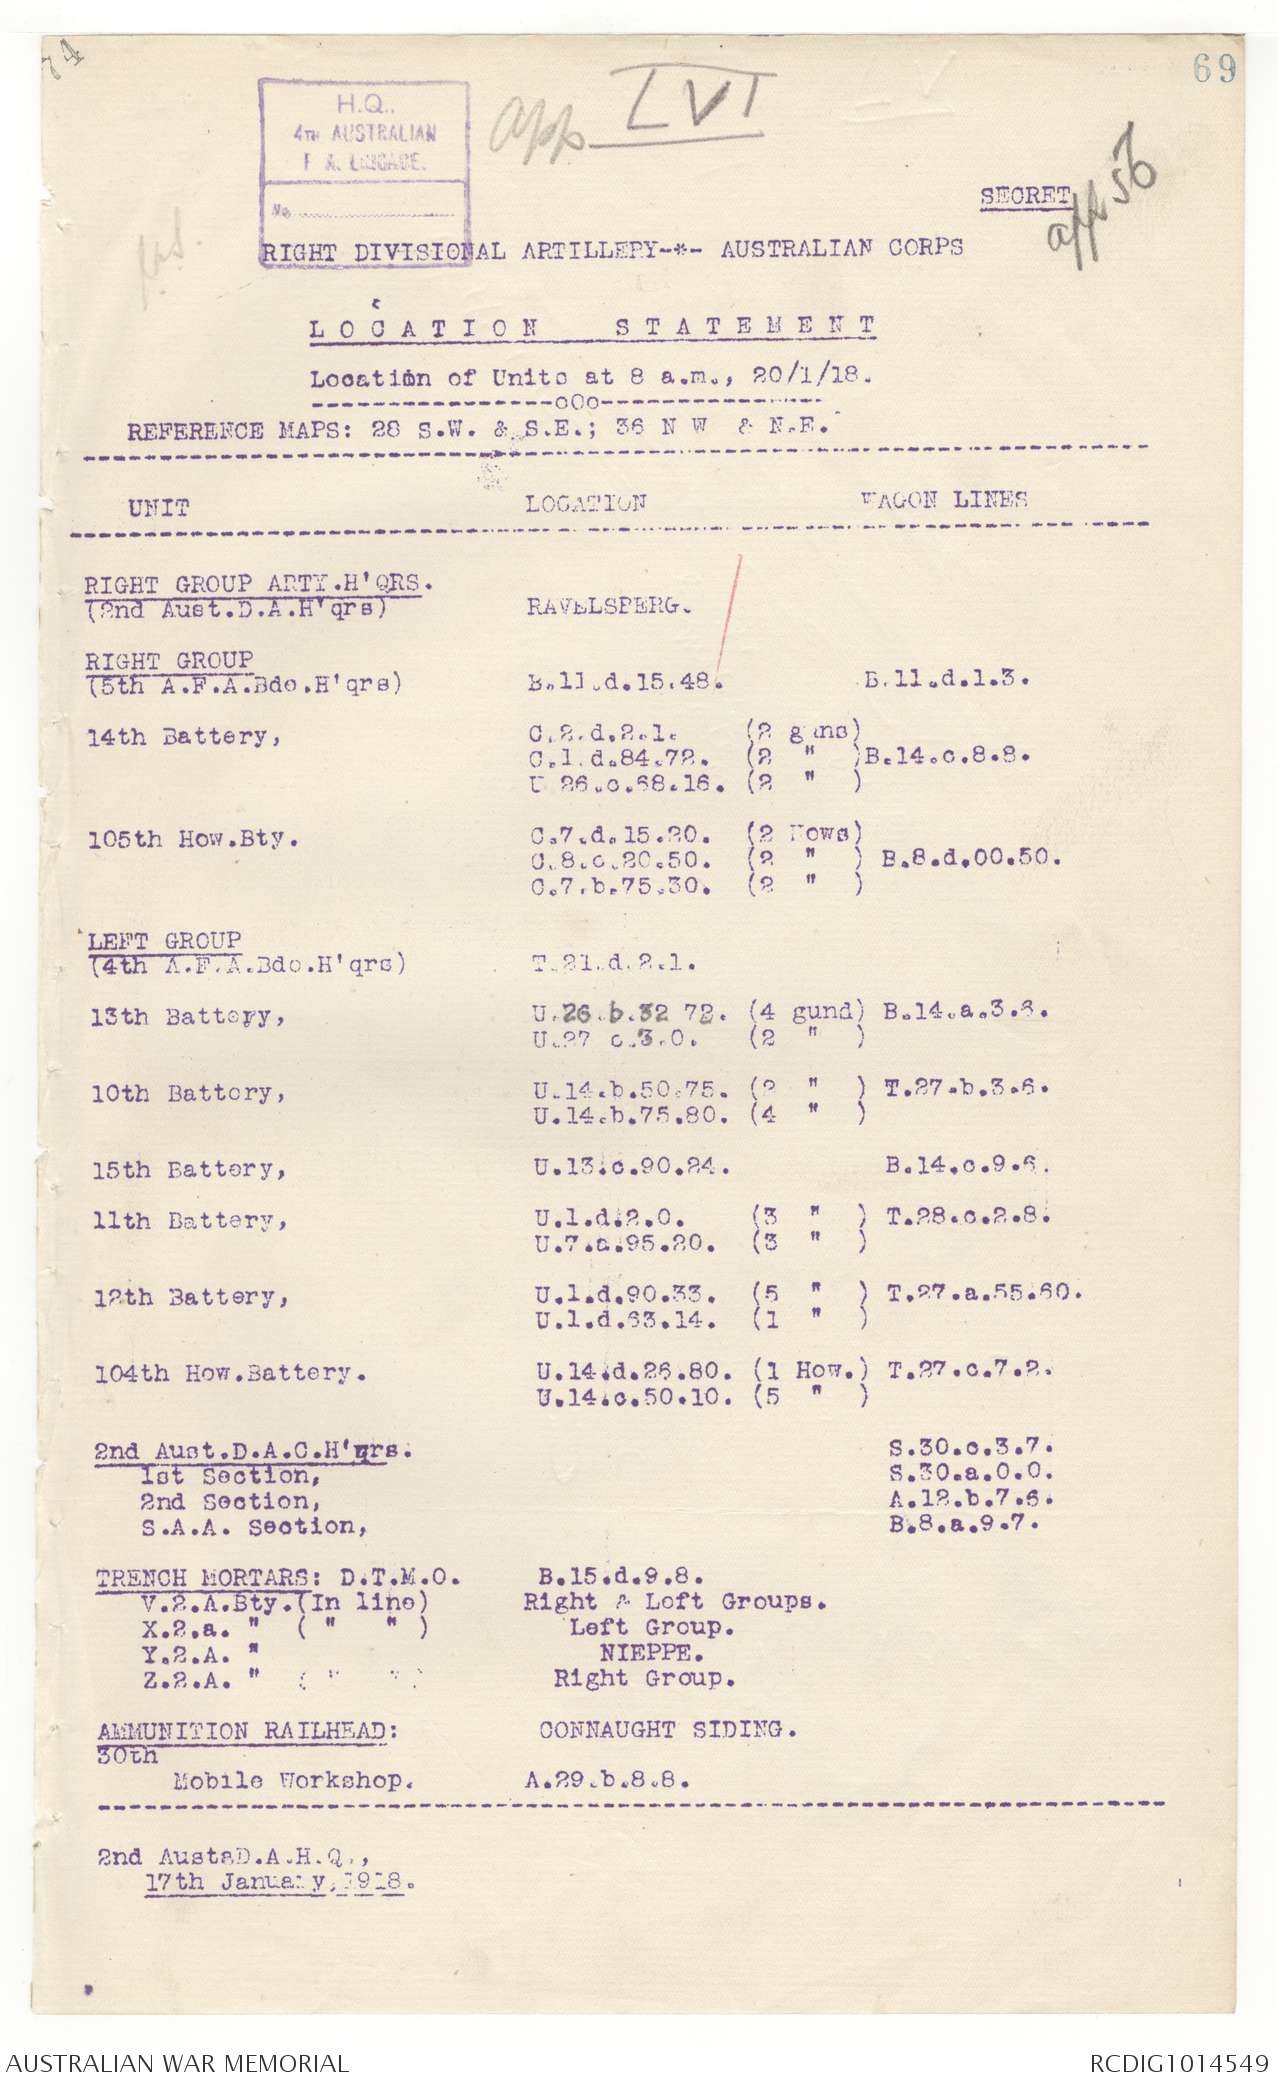 74
69
H.Q.,
4TH AUSTRALIAN
F. A. BRIGADE.
No.
app LVI
SECRET
app 56
RIGHT DIVISIONAL ARTILLERY-*- AUSTRALIAN CORPS
LOCATION STATEMENT
Location of Units at 8 a.m., 20/1/18.
----------------oOo---------------
REFERENCE MAPS: 28 S.W. & S.E.; 36 N W & N.E.
UNIT LOCATION WAGON LINES
RIGHT GROUP ARTY.H'QRS.
(2nd Aust.D.A.H'qrs) RAVELSBERG.
RIGHT GROUP
(5th A.F.A.Bde.H'qrs) B.11.d.15.48. B.11.d.1.3.
14th Battery, C.2.d.2.1. (2 guns)
C.1.d.84.72. (2 " )B.14.c.8.8.
U 26.c.68.16. (2 " )
105th How.Bty. C.7.d.15.20. (2 Hows)
C.8.c.20.50. (2 " ) B.8.d.00.50.
C.7.b.75.30. (2 " )
LEFT GROUP
(4th A.F.A.Bde.H'qrs) T.21.d.2.1.
13th Battery, U.26.b.32 72. (4 gund) B.14.a.3.8.
U.27 c.3.0. (2 " )
10th Battery, U.14.b.50.75. (2 " ) T.27.b.3.6.
U.14.b.75.80. (4 " )
15th Battery, U.13.c.90.24. B.14.c.9.6.
11th Battery, U.1.d.2.0. (3 " ) T.28.c.2.8.
U.7.a.95.20. (3 " )
12th Battery, U.1.d.90.33. (5 " ) T.27.a.55.60.
U.1.d.63.14. (1 " )
104th How.Battery. U.14.d.26.80. (1 How.) T.27.c.7.2.
U.14.c.50.10. (5 " )
2nd Aust.D.A.C.H'qrs. S.30.c.3.7.
1st Section, S.30.a.0.0.
2nd Section, A.12.b.7.6.
S.A.A. Section, B.8.a.9.7.
TRENCH MORTARS: D.T.M.O. B.15.d.9.8.
V.2.A.Bty.(In line) Right & Left Groups.
X.2.a. " ( " " ) Left Group.
Y.2.A. " NIEPPE.
Z.2.A. " ( " " ) Right Group.
AMMUNITION RAILHEAD: CONNAUGHT SIDING.
30th
Mobile Workshop. A.29.b.8.8.
2nd AustaD.A.H.Q.,
17th January,1918.
AUSTRALIAN WAR MEMORIAL RCDIG1014549